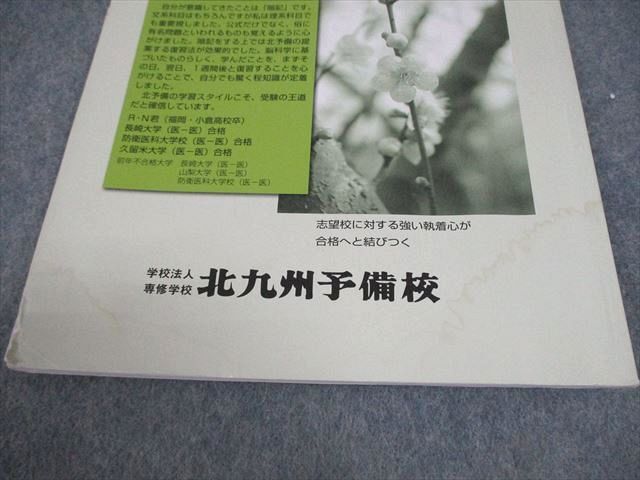 自分が意識してきたことは「暗記」です。
文系科目はもちろんですが私は理系科目で
も重要視しました。公式だけでなく、俗に
有名問題といわれるものも覚えるように心
がけました。暗記をする上では北予備の提
案する復習法が効果的でした。脳科学に基
づいたものらしく、学んだことを、まずそ
の日、翌日、1週間後と復習することを心
がけることで、自分でも驚く程知識が定着
しました。
北予備の学習スタイルこそ、受験の王道
だと確信しています。
R・N君（福岡・小倉高校卒）
長崎大学（医－医）合格
防衛医科大学校（医－医）合格
久留米大学（医－医）合格
前年不合格大学　長崎大学（医－医）
山梨大学（医－医）
防衛医科大学校（医－医）
志望校に対する強い執着心が
合格へと結びつく
学校法人
専修学校
北九州予備校